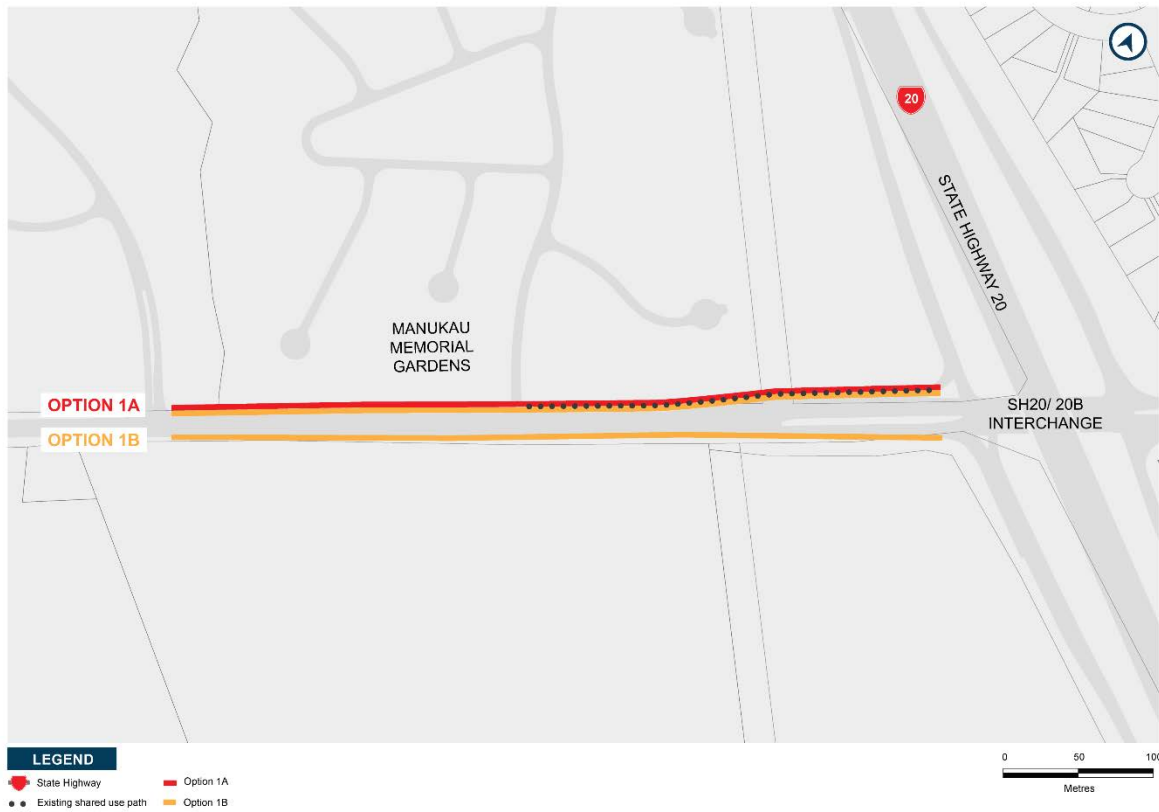 20
STATE HIGHWAY 20
MANUKAU
MEMORIAL
GARDENS
OPTION 1A
OPTION 1B
SH20/ 20B
INTERCHANGE
LEGEND
State Highway
Option 1A
Existing shared use path
Option 1B
0 50 100
Metres